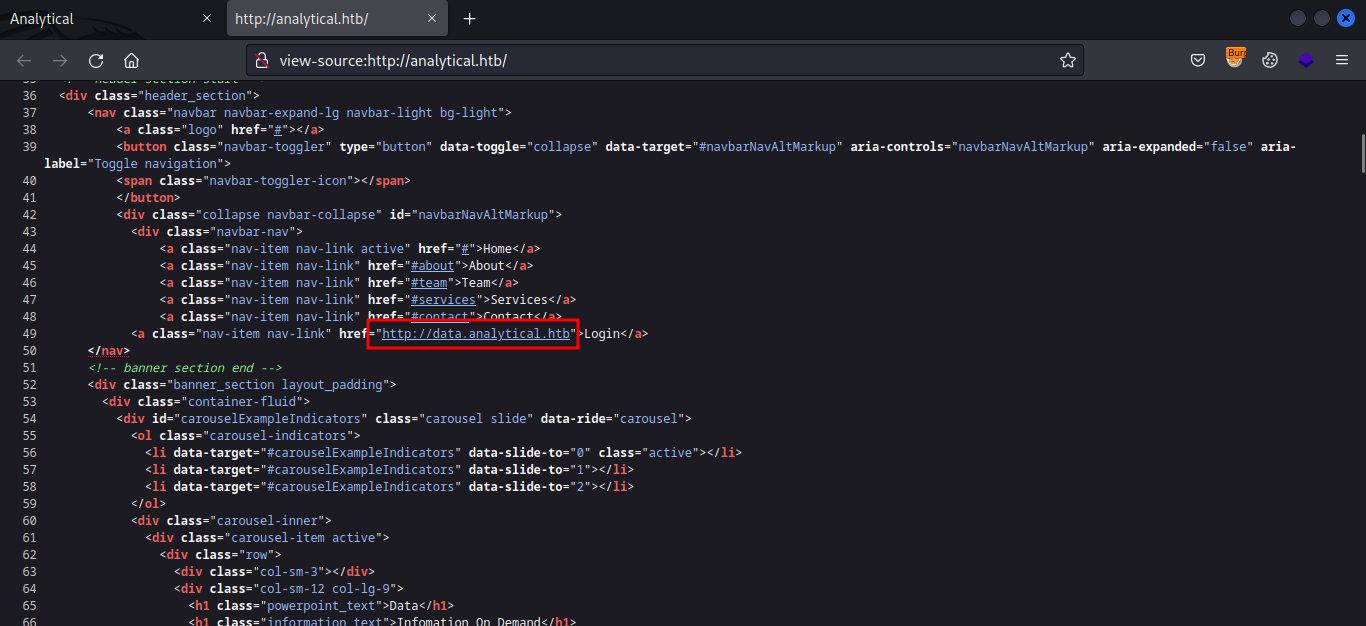 Analytical
http://analytical.htb/
view-source:http://analytical.htb/
Burp
35 <!-- header section start -->
36 <div class="header_section">
37 <nav class="navbar navbar-expand-lg navbar-light bg-light">
38 <a class="logo" href="#"></a>
39 <button class="navbar-toggler" type="button" data-toggle="collapse" data-target="#navbarNavAltMarkup" aria-controls="navbarNavAltMarkup" aria-expanded="false" aria-
label="Toggle navigation">
40 <span class="navbar-toggler-icon"></span>
41 </button>
42 <div class="collapse navbar-collapse" id="navbarNavAltMarkup">
43 <div class="navbar-nav">
44 <a class="nav-item nav-link active" href="#">Home</a>
45 <a class="nav-item nav-link" href="#about">About</a>
46 <a class="nav-item nav-link" href="#team">Team</a>
47 <a class="nav-item nav-link" href="#services">Services</a>
48 <a class="nav-item nav-link" href="#contact">Contact</a>
49 <a class="nav-item nav-link" href="http://data.analytical.htb">Login</a>
50 </nav>
51 <!-- banner section end -->
52 <div class="banner_section layout_padding">
53 <div class="container-fluid">
54 <div id="carouselExampleIndicators" class="carousel slide" data-ride="carousel">
55 <ol class="carousel-indicators">
56 <li data-target="#carouselExampleIndicators" data-slide-to="0" class="active"></li>
57 <li data-target="#carouselExampleIndicators" data-slide-to="1"></li>
58 <li data-target="#carouselExampleIndicators" data-slide-to="2"></li>
59 </ol>
60 <div class="carousel-inner">
61 <div class="carousel-item active">
62 <div class="row">
63 <div class="col-sm-3"></div>
64 <div class="col-sm-12 col-lg-9">
65 <h1 class="powerpoint_text">Data</h1>
66 <h1 class="information_text">Infomation On Demand</h1>